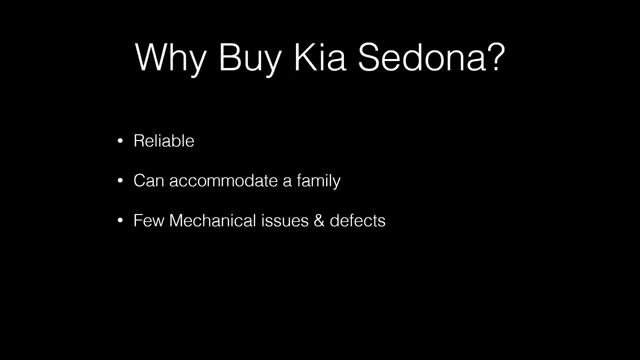 Why Buy Kia Sedona?
• Reliable
• Can accommodate a family
• Few Mechanical issues & defects